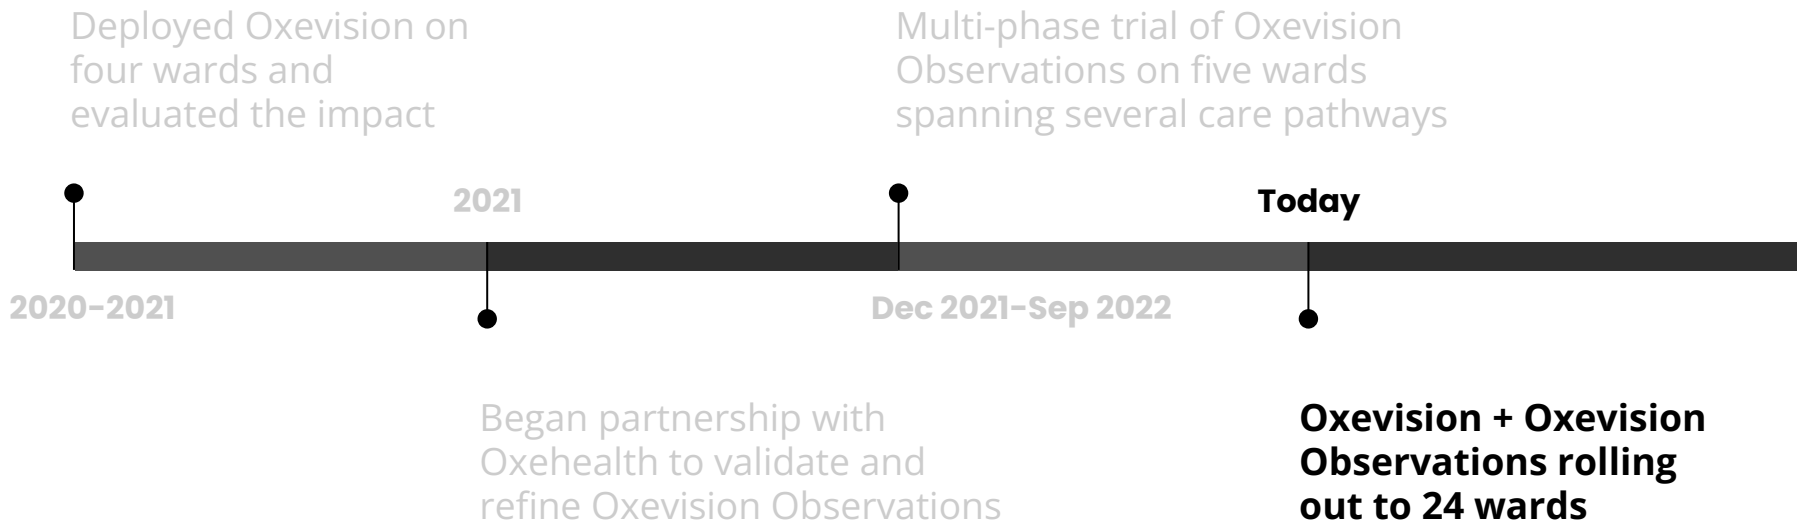 Deployed Oxevision on
four wards and
evaluated the impact
Multi-phase trial of Oxevision
Observations on five wards
spanning several care pathways
2021
Today
2020-2021
Dec 2021-Sep 2022
Began partnership with
Oxehealth to validate and
refine Oxevision Observations
Oxevision + Oxevision
Observations rolling
out to 24 wards